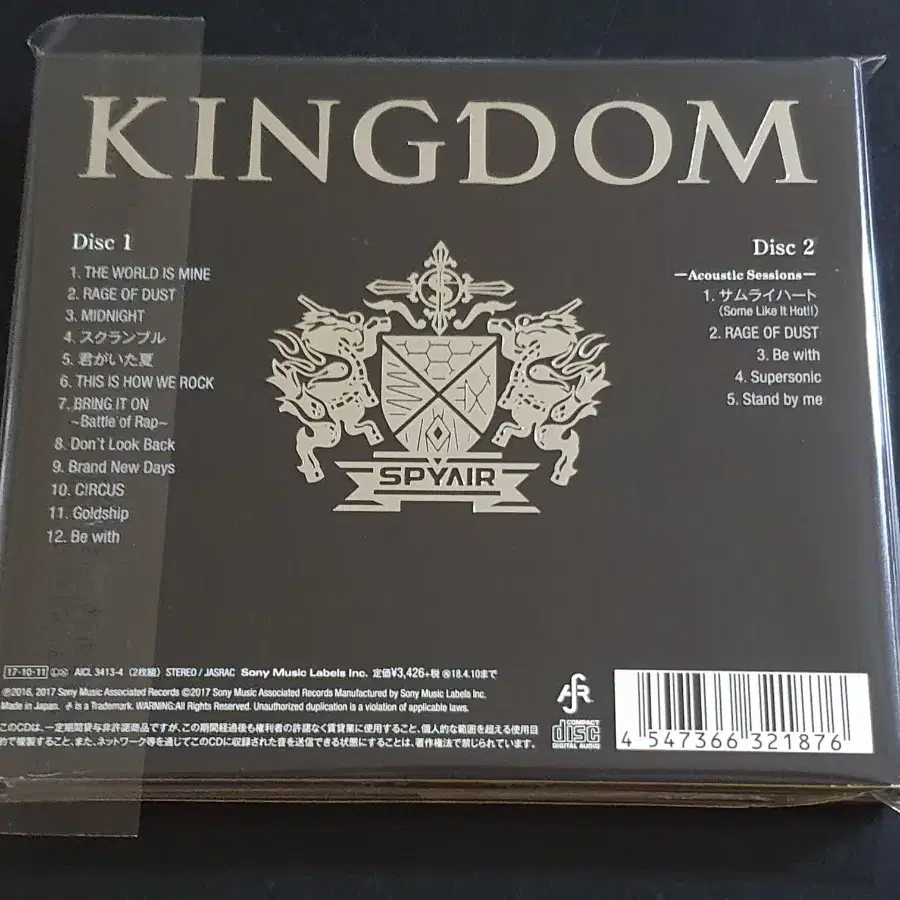 KINGDOM
Disc 1
1. THE WORLD IS MINE
2. RAGE OF DUST
3. MIDNIGHT
4. スクランブル
5. 君がいた夏
6. THIS IS HOW WE ROCK
7. BRING IT ON
~Battle of Rap~
8. Don't Look Back
9. Brand New Days
10. CIRCUS
11. Goldship
12. Be with
Disc 2
—Acoustic Sessions—
1. サムライハート
(Some Like It Hot!!)
2. RAGE OF DUST
3. Be with
4. Supersonic
5. Stand by me
SPYAIR
17·10·11 AICL 3413-4 (2枚組) STEREO / JASRAC Sony Music Labels Inc. 定価¥3,426+税 18.4.10まで
℗2016, 2017 Sony Music Associated Records ©2017 Sony Music Associated Records Manufactured by Sony Music Labels Inc.
Made in Japan. is a Trademark. WARNING:All Rights Reserved. Unauthorized duplication is a violation of applicable laws.
このCDは、一定期間貸与非許諾商品ですが、この期間経過後も権利者の許諾なく賃貸業に使用すること、個人的な範囲を超える使用目
的で複製すること、また、ネットワーク等を通じてこのCDに収録された音を送信できる状態にすることは、著作権法で禁じられています。
COMPACT
disc
DIGITAL AUDIO
4 547366 321876